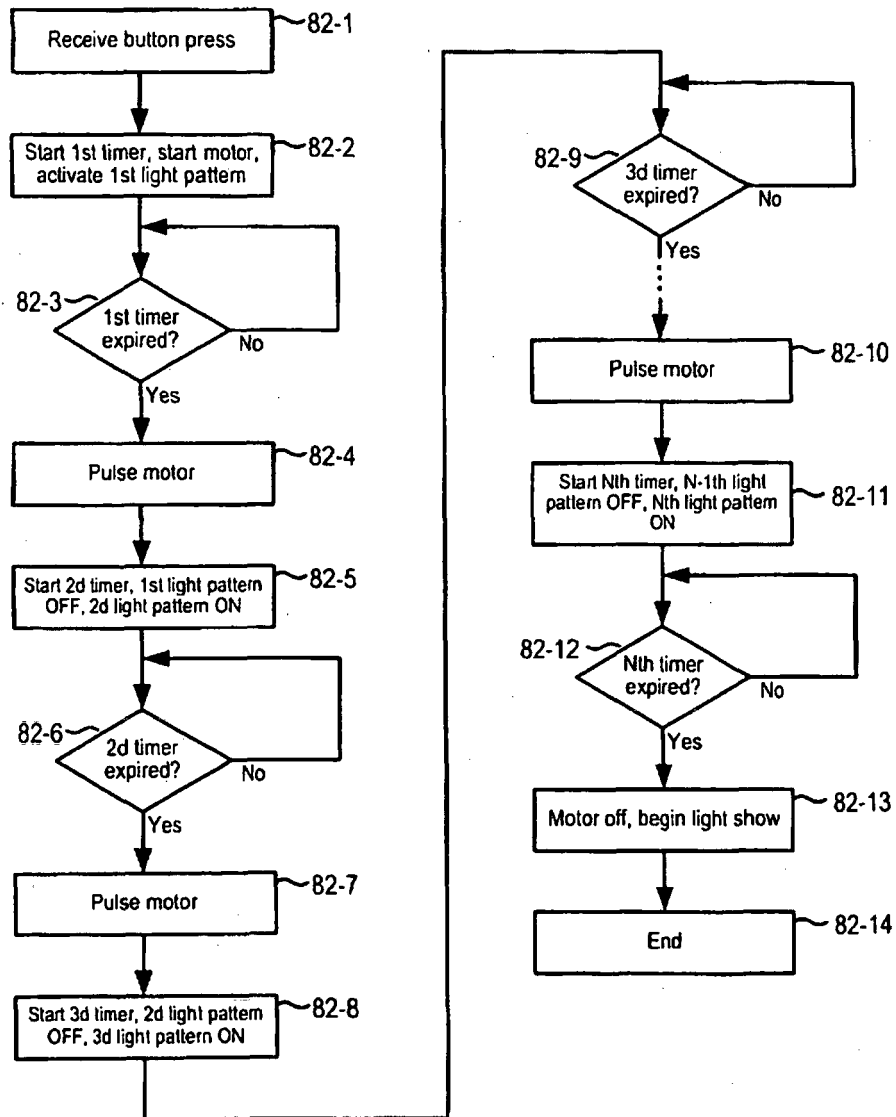 Receive button press
82-1
Start 1st timer, start motor,
activate 1st light pattern
82-2
82-3
1st timer
expired?
No
Yes
Pulse motor
82-4
Start 2d timer, 1st light pattern
OFF, 2d light pattern ON
82-5
82-6
2d timer
expired?
No
Yes
Pulse motor
82-7
Start 3d timer, 2d light pattern
OFF, 3d light pattern ON
82-8
82-9
3d timer
expired?
No
Yes
Pulse motor
82-10
Start Nth timer, N-1th light
pattern OFF, Nth light pattern
ON
82-11
82-12
Nth timer
expired?
No
Yes
Motor off, begin light show
82-13
End
82-14